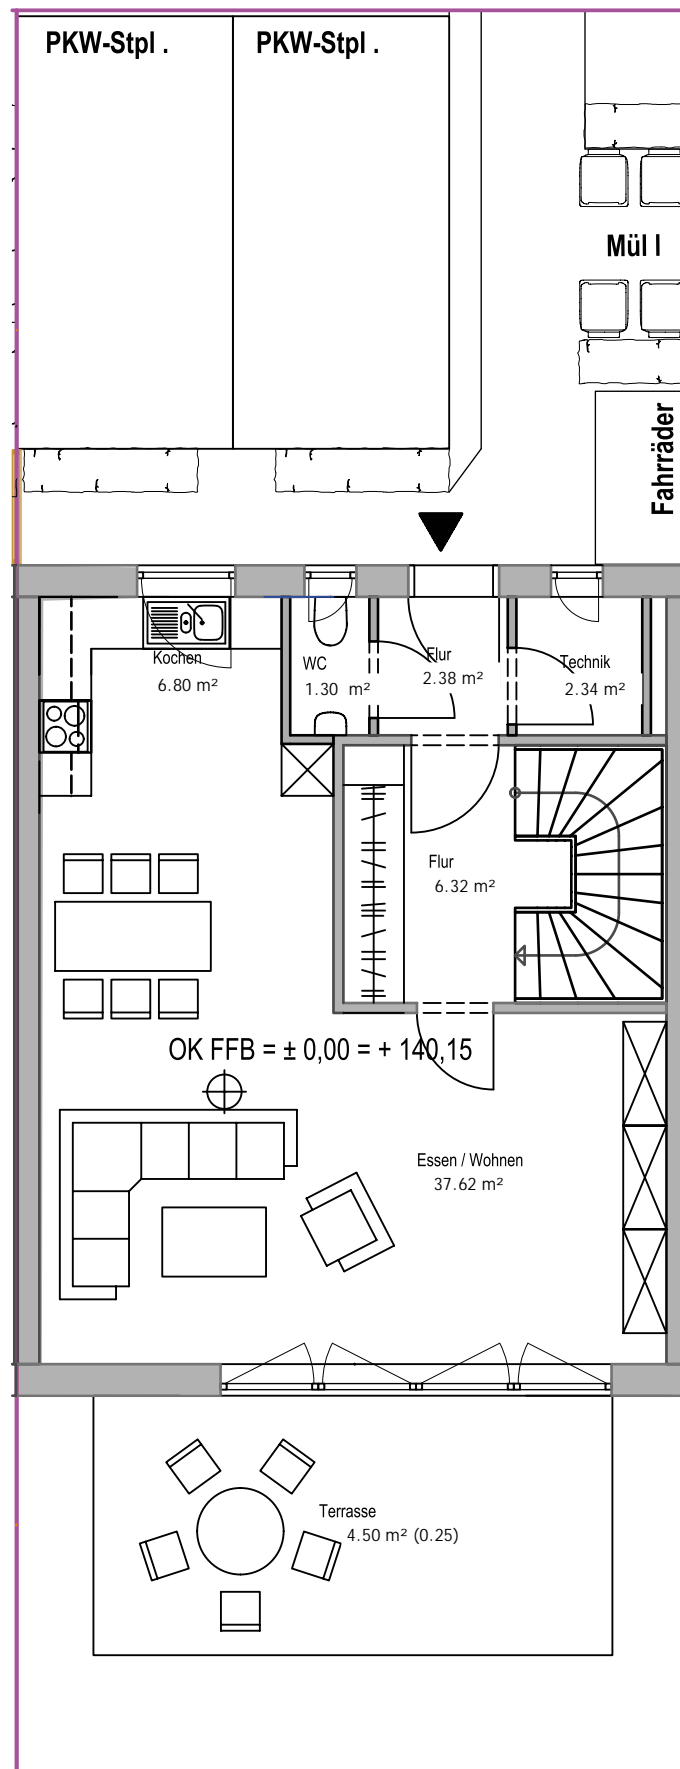 PKW-Stpl .
PKW-Stpl .
Mül l
Fahrräder
Kochen
6.80 m²
WC
1.30 m²
Flur
2.38 m²
Technik
2.34 m²
Flur
6.32 m²
OK FFB = ± 0,00 = + 140,15
Essen / Wohnen
37.62 m²
Terrasse
4.50 m² (0.25)